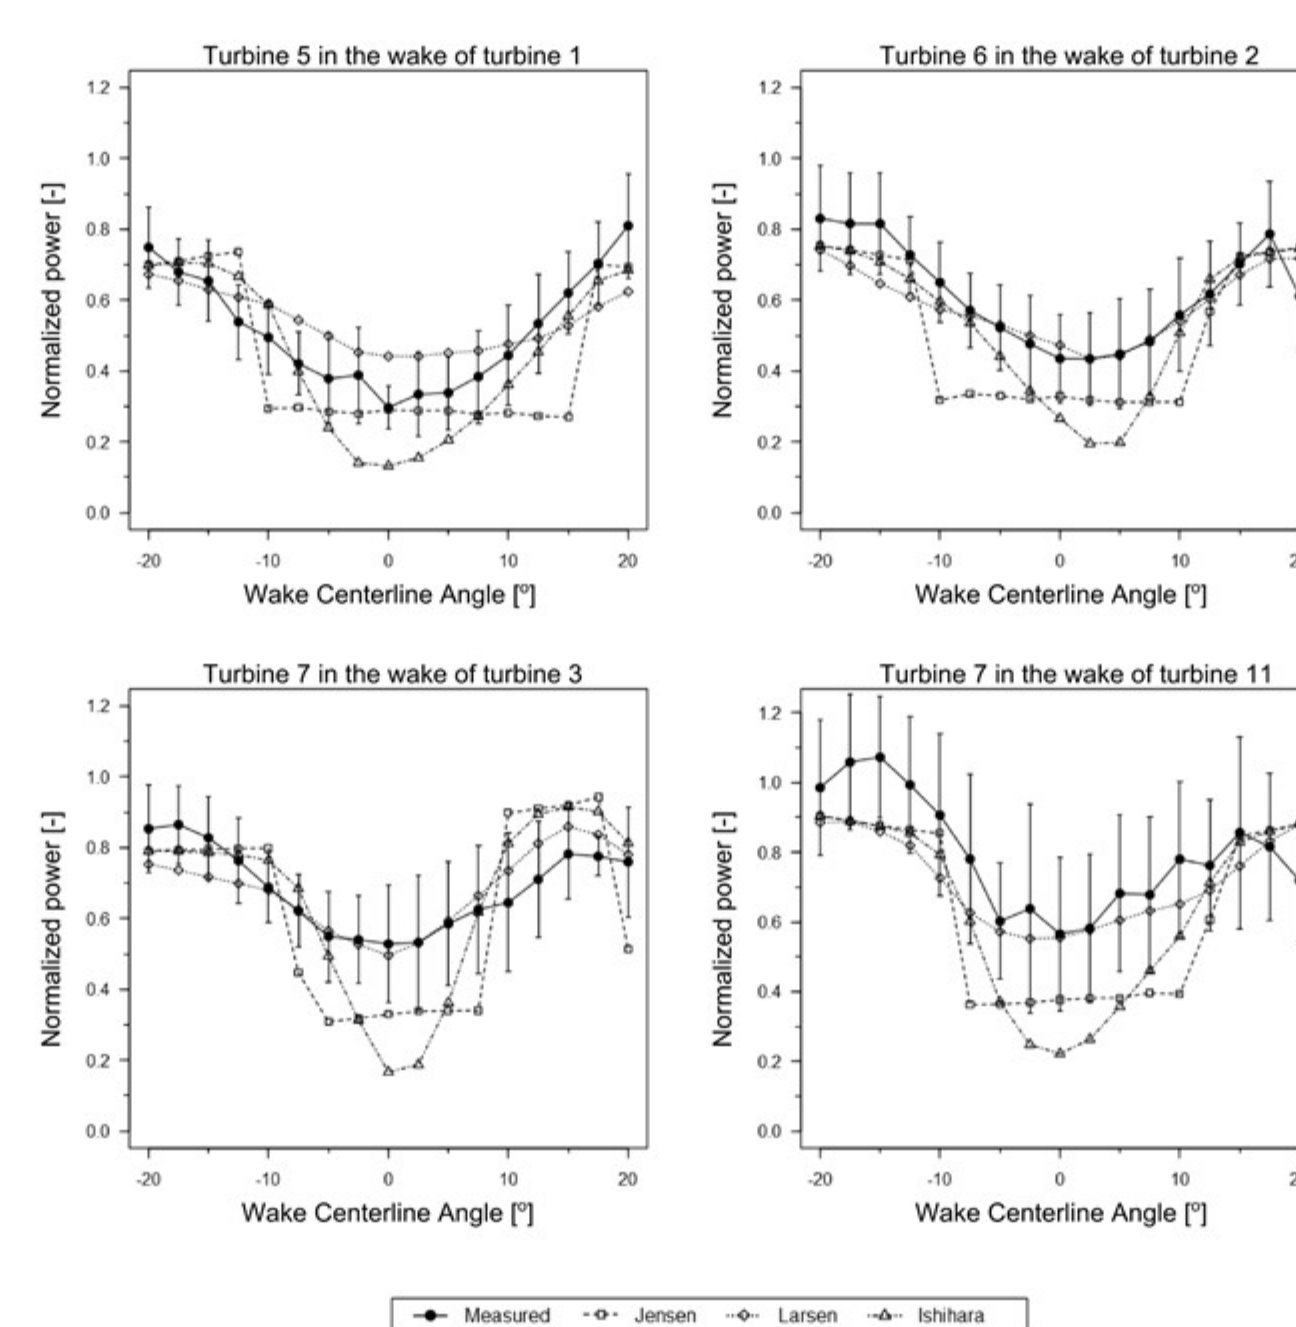 Turbine 5 in the wake of turbine 1
Normalized power [-]
1.2
1.0
0.8
0.6
0.4
0.2
0.0
-20 -10 0 10 20
Wake Centerline Angle [º]
Turbine 6 in the wake of turbine 2
Normalized power [-]
1.2
1.0
0.8
0.6
0.4
0.2
0.0
-20 -10 0 10 2
Wake Centerline Angle [º]
Turbine 7 in the wake of turbine 3
Normalized power [-]
1.2
1.0
0.8
0.6
0.4
0.2
0.0
-20 -10 0 10 20
Wake Centerline Angle [º]
Turbine 7 in the wake of turbine 11
Normalized power [-]
1.2
1.0
0.8
0.6
0.4
0.2
0.0
-20 -10 0 10 2
Wake Centerline Angle [º]
Measured Jensen Larsen Ishihara